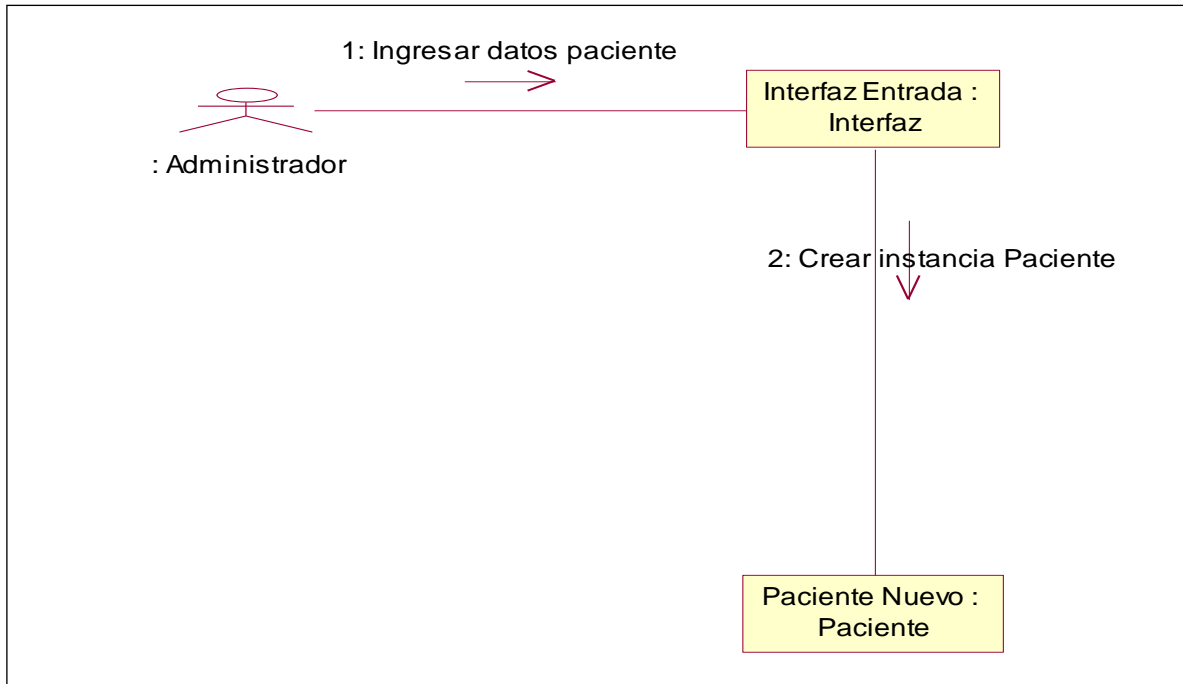 1: Ingresar datos paciente
Interfaz Entrada :
Interfaz
: Administrador
2: Crear instancia Paciente
Paciente Nuevo :
Paciente